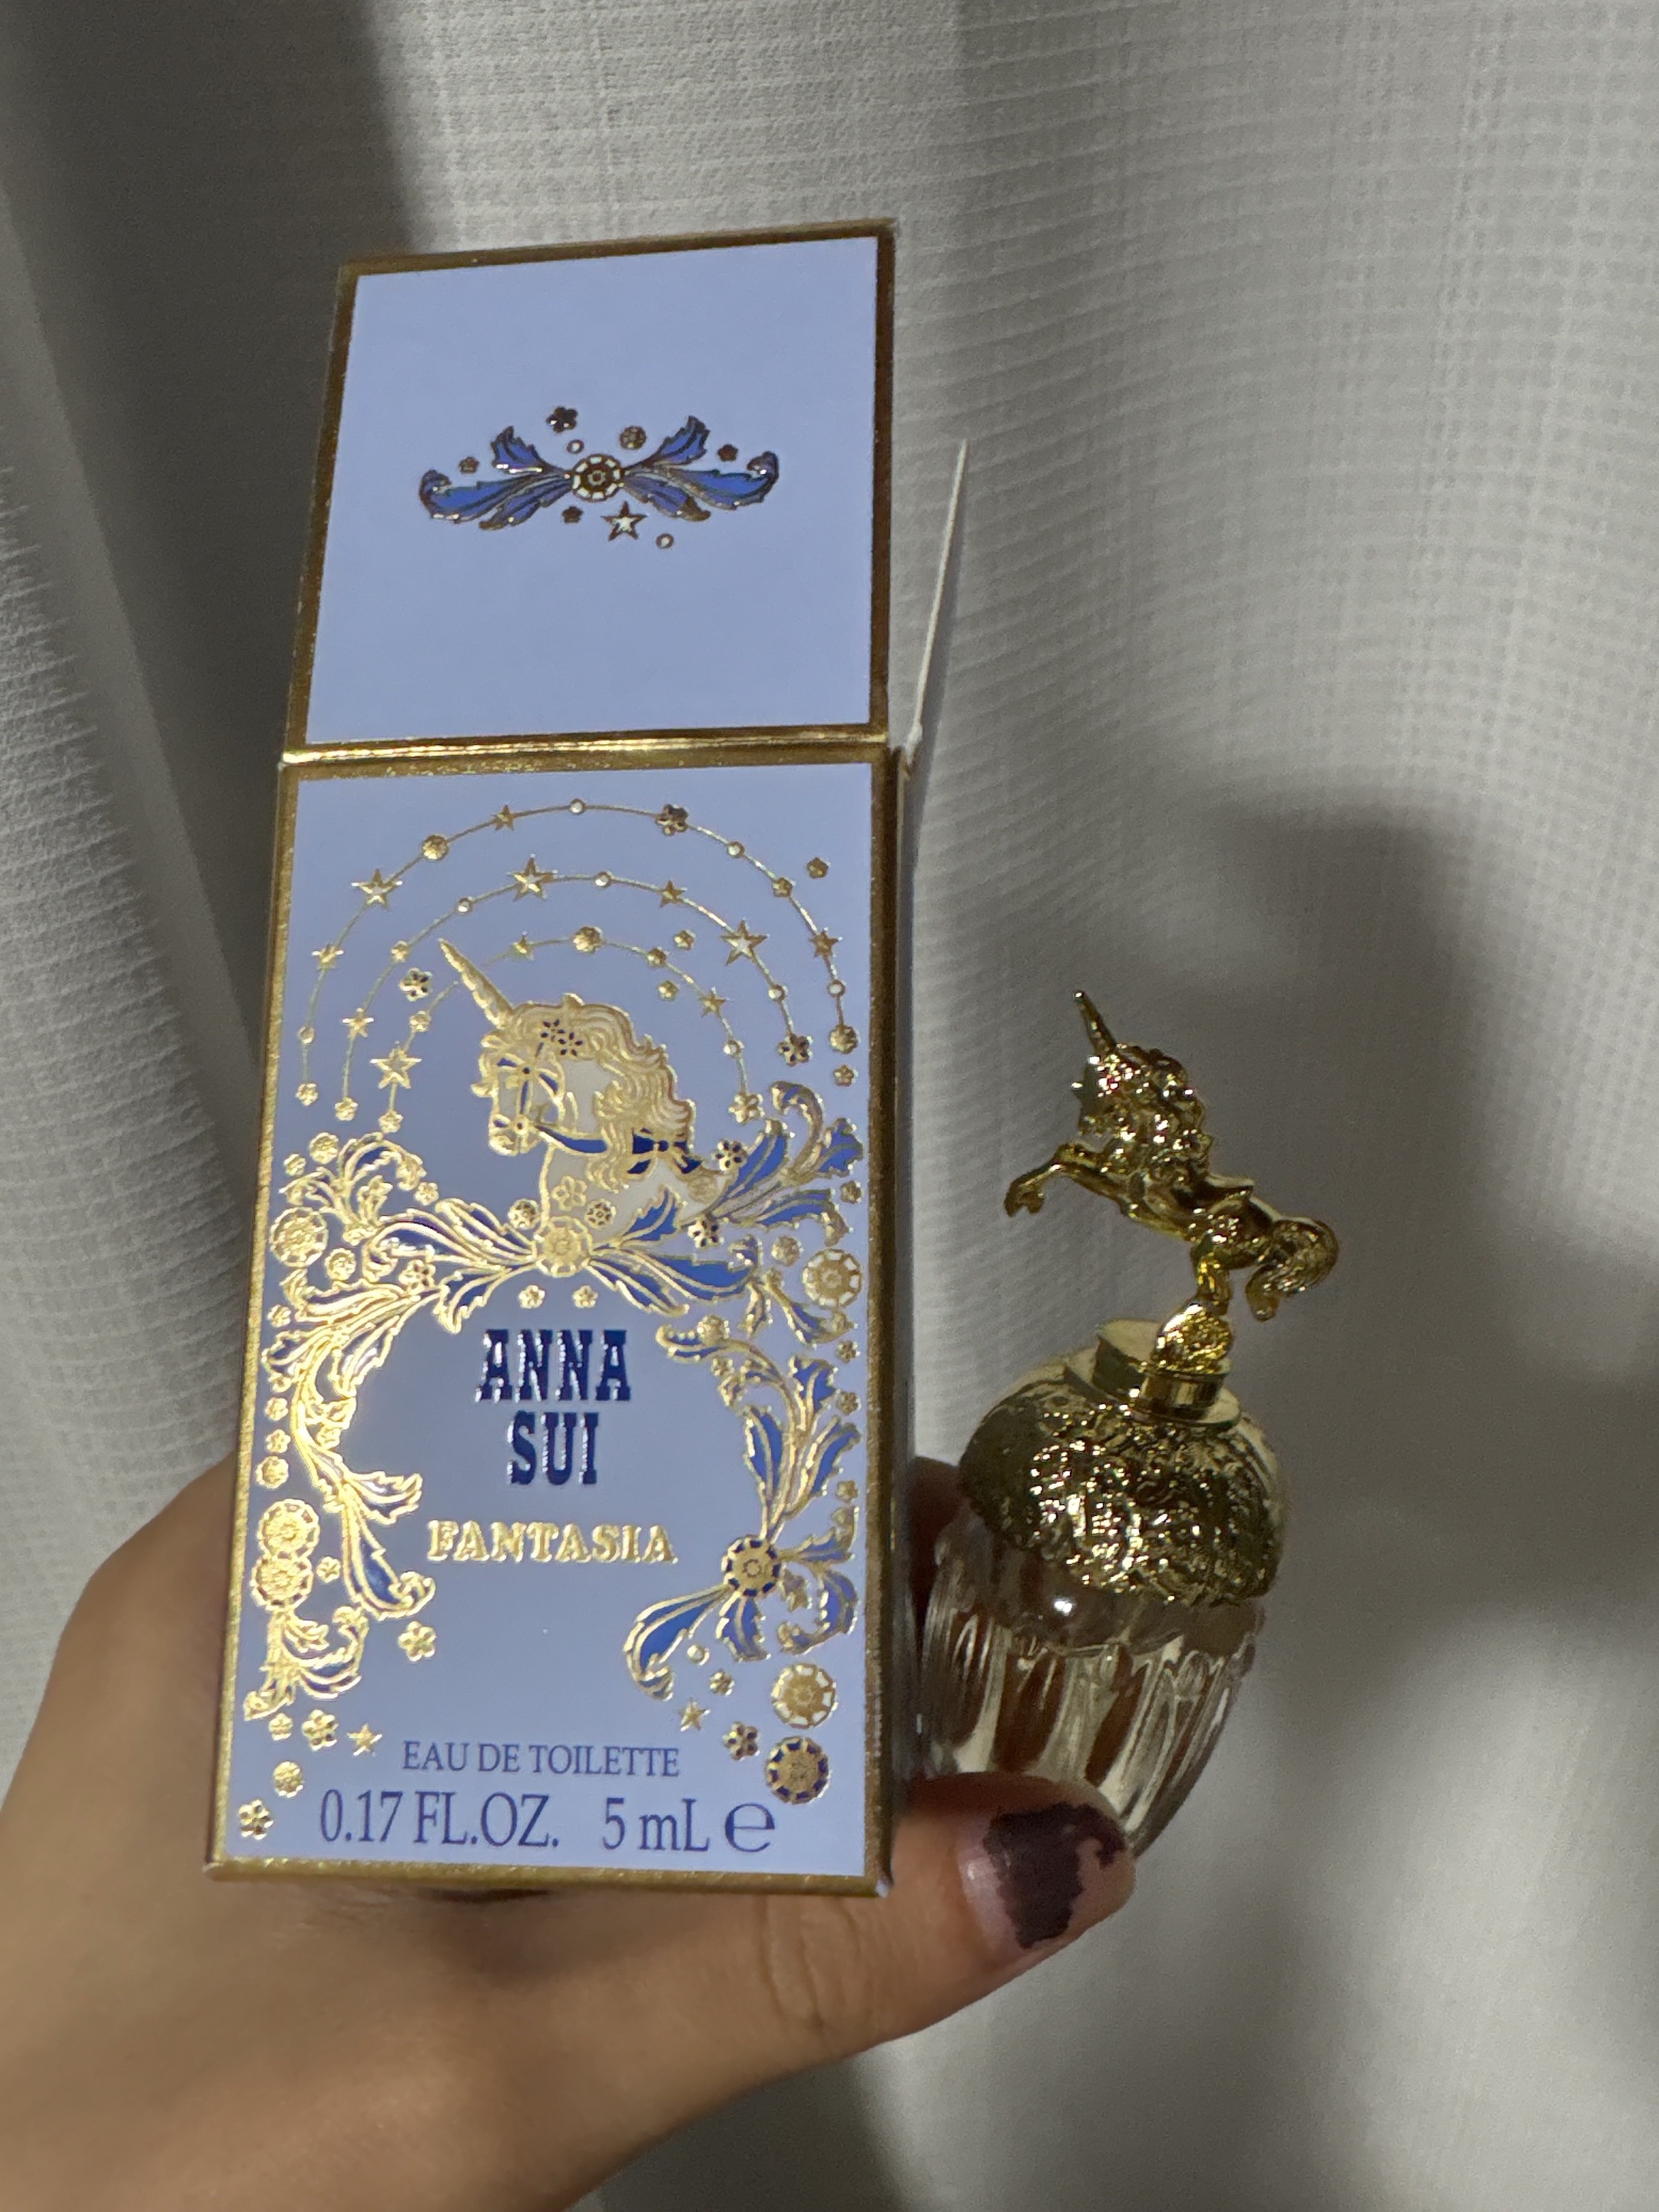 ANNA
SUI
FANTASIA
EAU DE TOILETTE
0.17 FL.OZ. 5 mL ℮